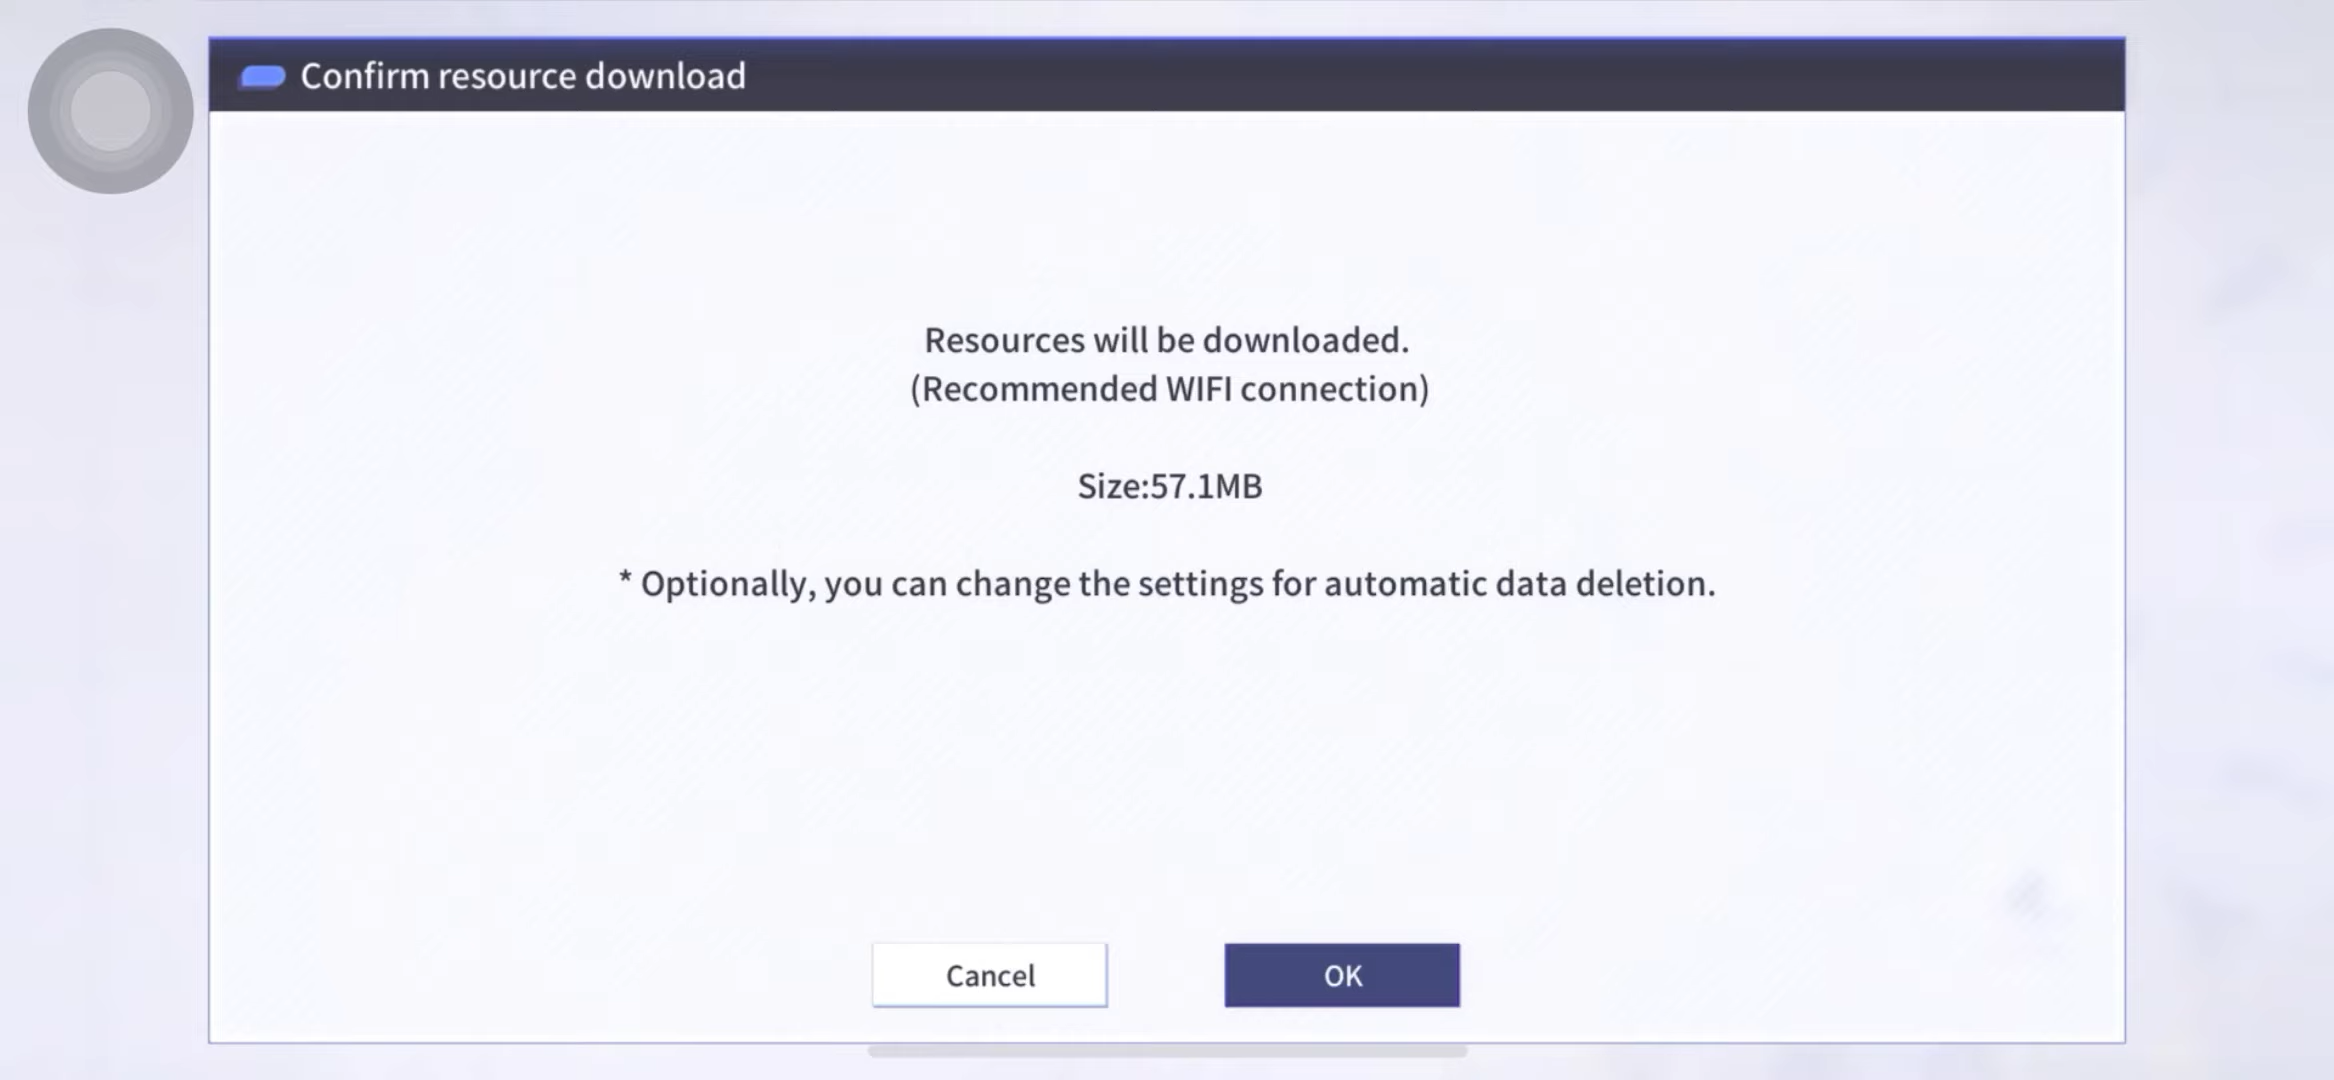 Confirm resource download
Resources will be downloaded.
(Recommended WIFI connection)
Size:57.1MB
* Optionally, you can change the settings for automatic data deletion.
Cancel
OK